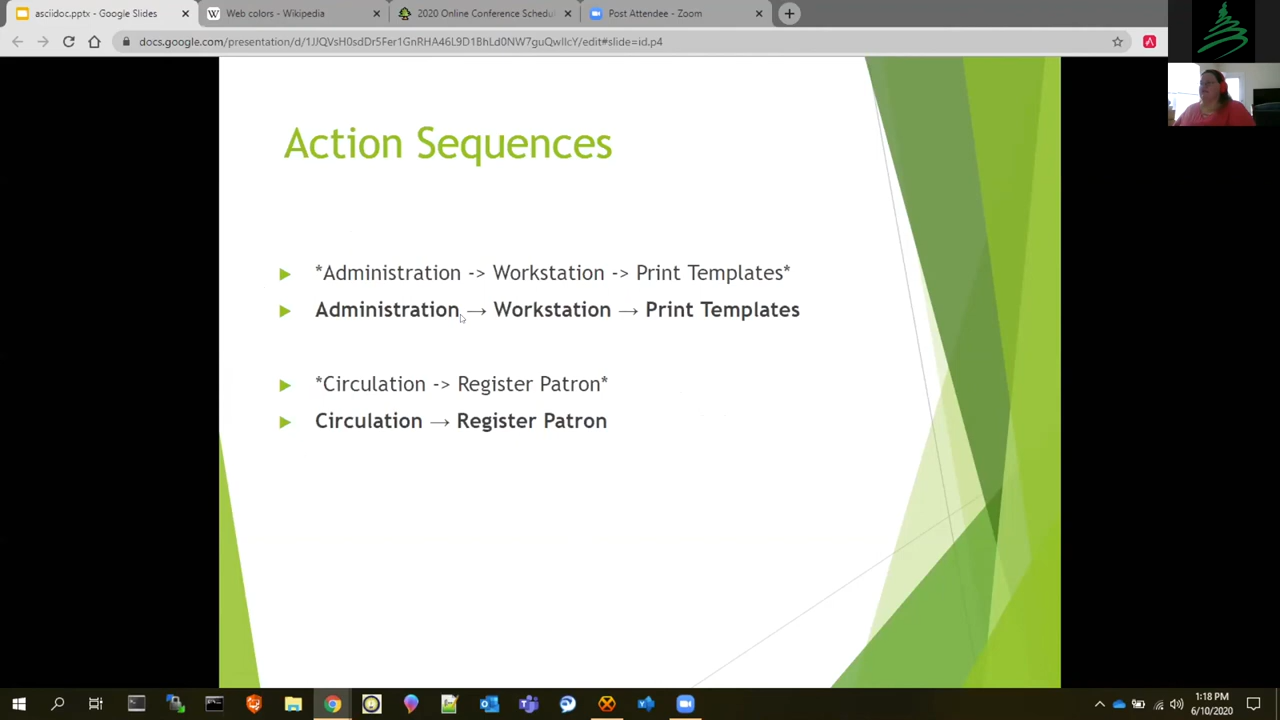 asciidoc.pptx - Google Slides
Web colors - Wikipedia
2020 Online Conference Schedu
Post Attendee - Zoom
docs.google.com/presentation/d/1JJQVsH0sdDr5Fer1GnRHA46L9D1BhLd0NW7guQwIlcY/edit#slide=id.p4
Action Sequences
*Administration -> Workstation -> Print Templates*
Administration → Workstation → Print Templates
*Circulation -> Register Patron*
Circulation → Register Patron
1:18 PM
6/10/2020